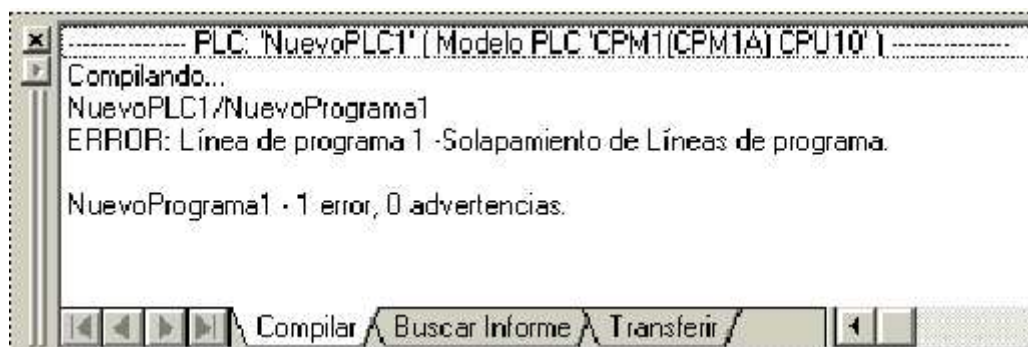 ---------------- PLC: 'NuevoPLC1' ( Modelo PLC 'CPM1(CPM1A) CPU10' ) ----------------
Compilando...
NuevoPLC1/NuevoPrograma1
ERROR: Línea de programa 1 -Solapamiento de Líneas de programa.
NuevoPrograma1 - 1 error, 0 advertencias.
Compilar Buscar Informe Transferir